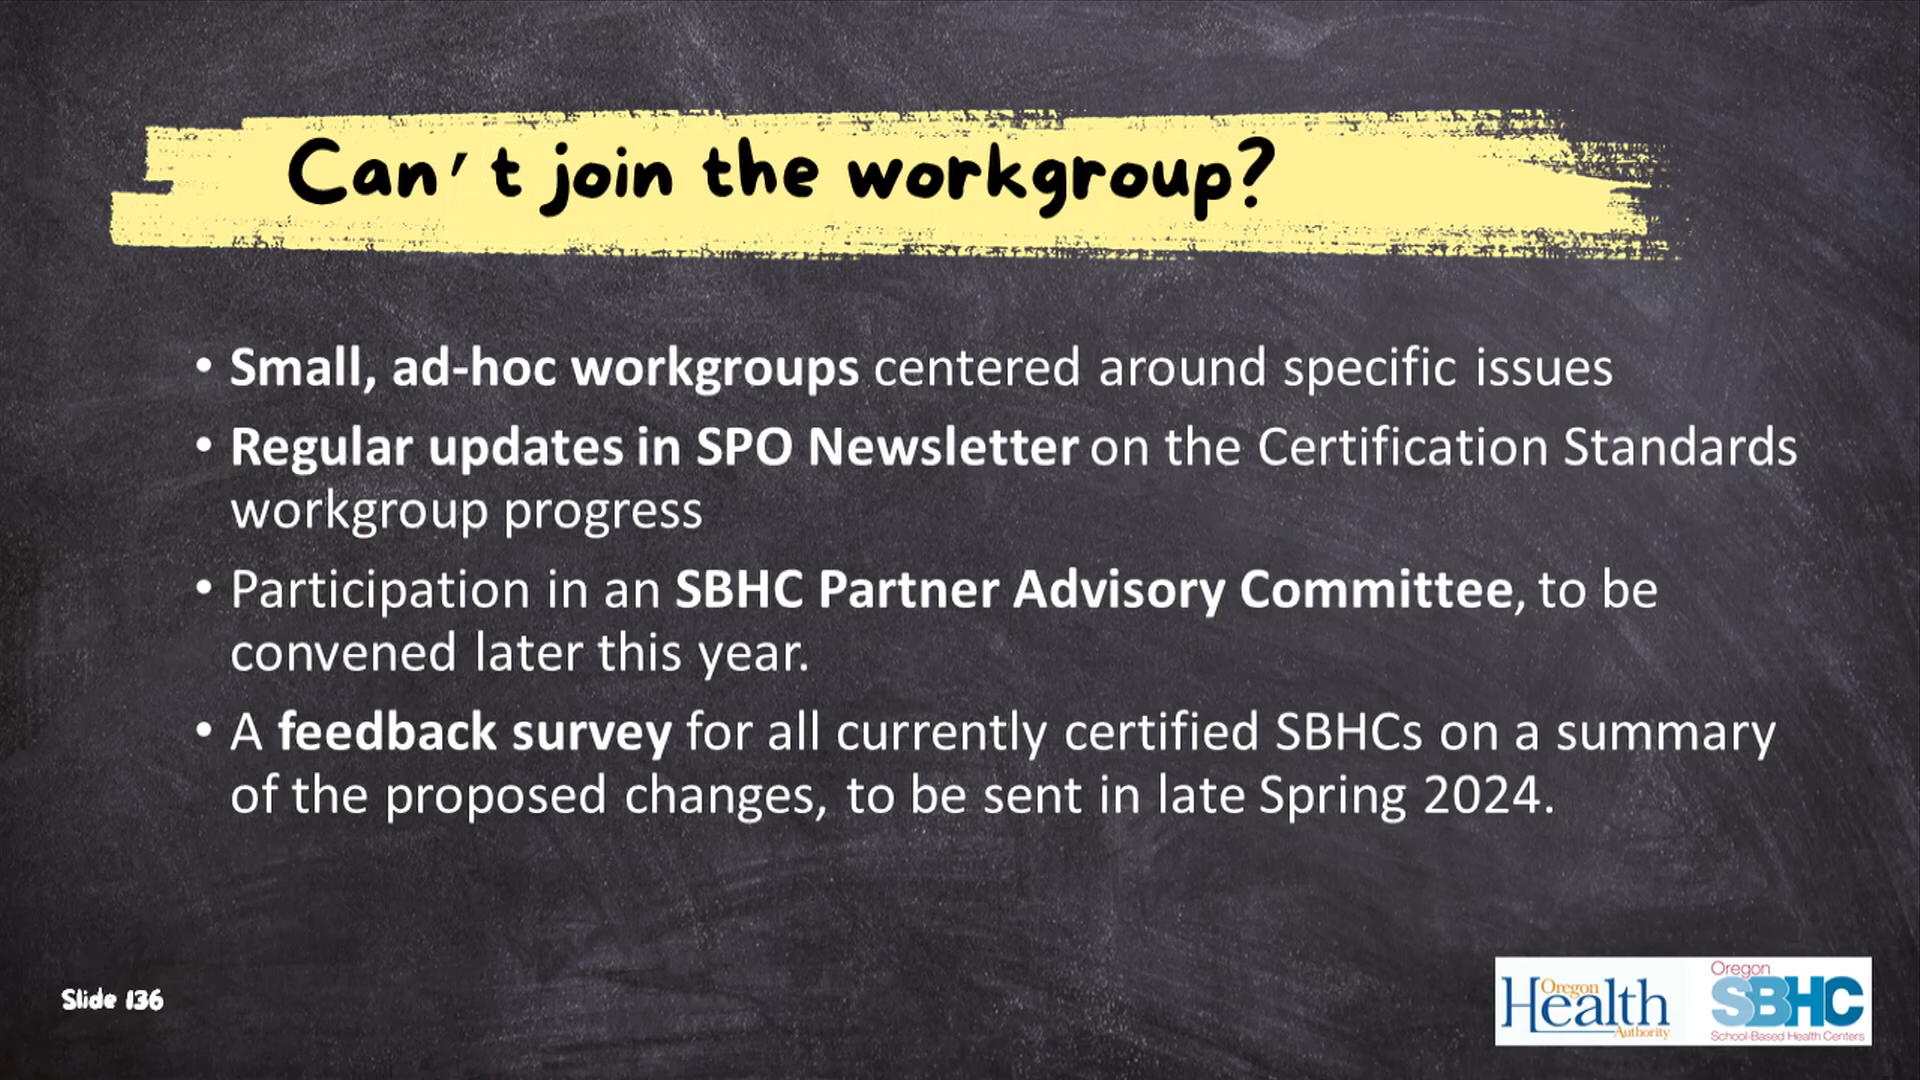 Can't join the workgroup?
• Small, ad-hoc workgroups centered around specific issues
• Regular updates in SPO Newsletter on the Certification Standards
workgroup progress
• Participation in an SBHC Partner Advisory Committee, to be
convened later this year.
• A feedback survey for all currently certified SBHCs on a summary
of the proposed changes, to be sent in late Spring 2024.
Slide 136
Oregon
Health
Authority
Oregon
SBHC
School-Based Health Centers